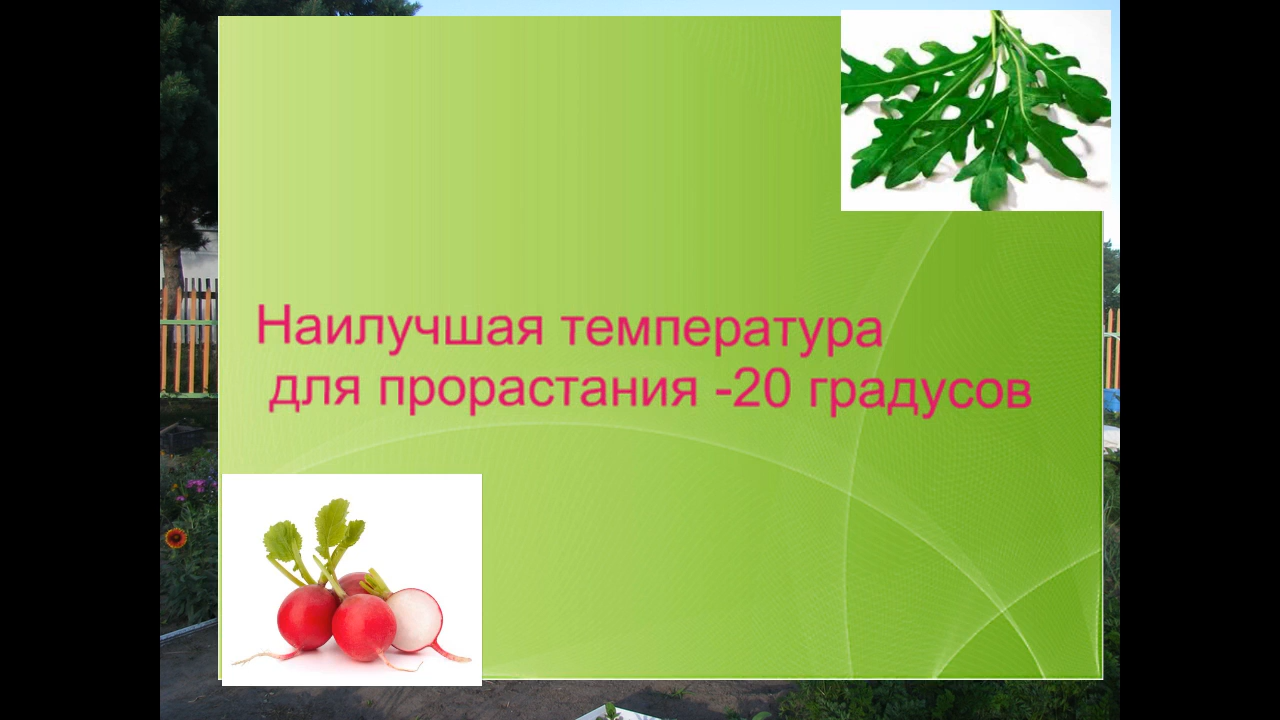 Наилучшая температура
для прорастания -20 градусов